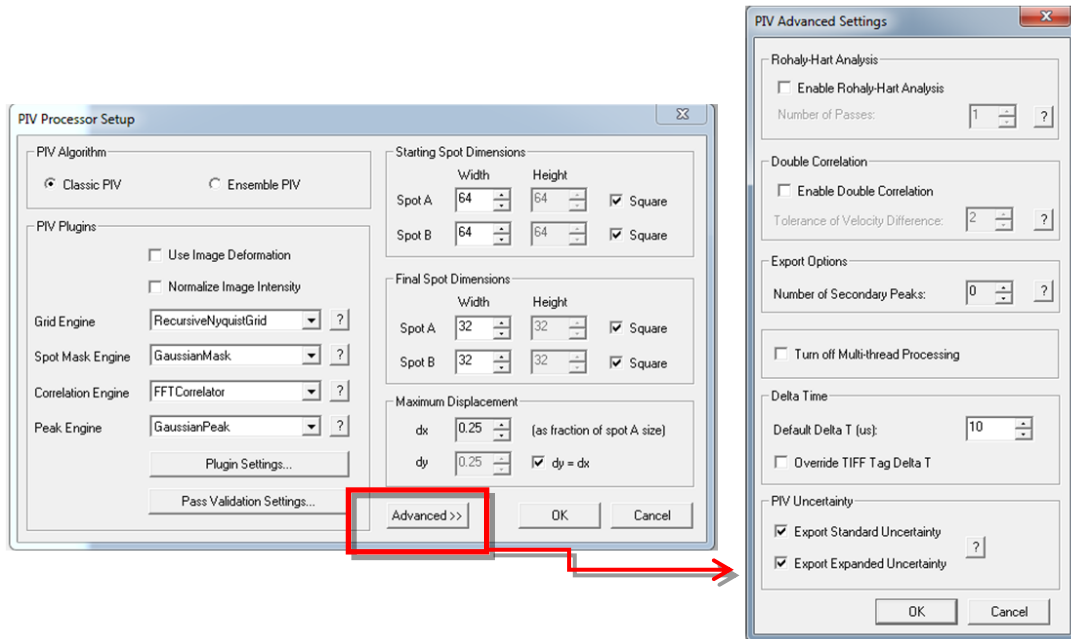 PIV Processor Setup
PIV Algorithm
Classic PIV
Ensemble PIV
PIV Plugins
Use Image Deformation
Normalize Image Intensity
Grid Engine
RecursiveNyquistGrid
?
Spot Mask Engine
GaussianMask
?
Correlation Engine
FFTCorrelator
?
Peak Engine
GaussianPeak
?
Plugin Settings...
Pass Validation Settings...
Starting Spot Dimensions
Width Height
Spot A 64 64 Square
Spot B 64 64 Square
Final Spot Dimensions
Width Height
Spot A 32 32 Square
Spot B 32 32 Square
Maximum Displacement
dx 0.25 (as fraction of spot A size)
dy 0.25 dy = dx
Advanced >> OK Cancel
PIV Advanced Settings
Rohaly-Hart Analysis
Enable Rohaly-Hart Analysis
Number of Passes: 1 ?
Double Correlation
Enable Double Correlation
Tolerance of Velocity Difference: 2 ?
Export Options
Number of Secondary Peaks: 0 ?
Turn off Multi-thread Processing
Delta Time
Default Delta T (us): 10
Override TIFF Tag Delta T
PIV Uncertainty
Export Standard Uncertainty
?
Export Expanded Uncertainty
OK Cancel